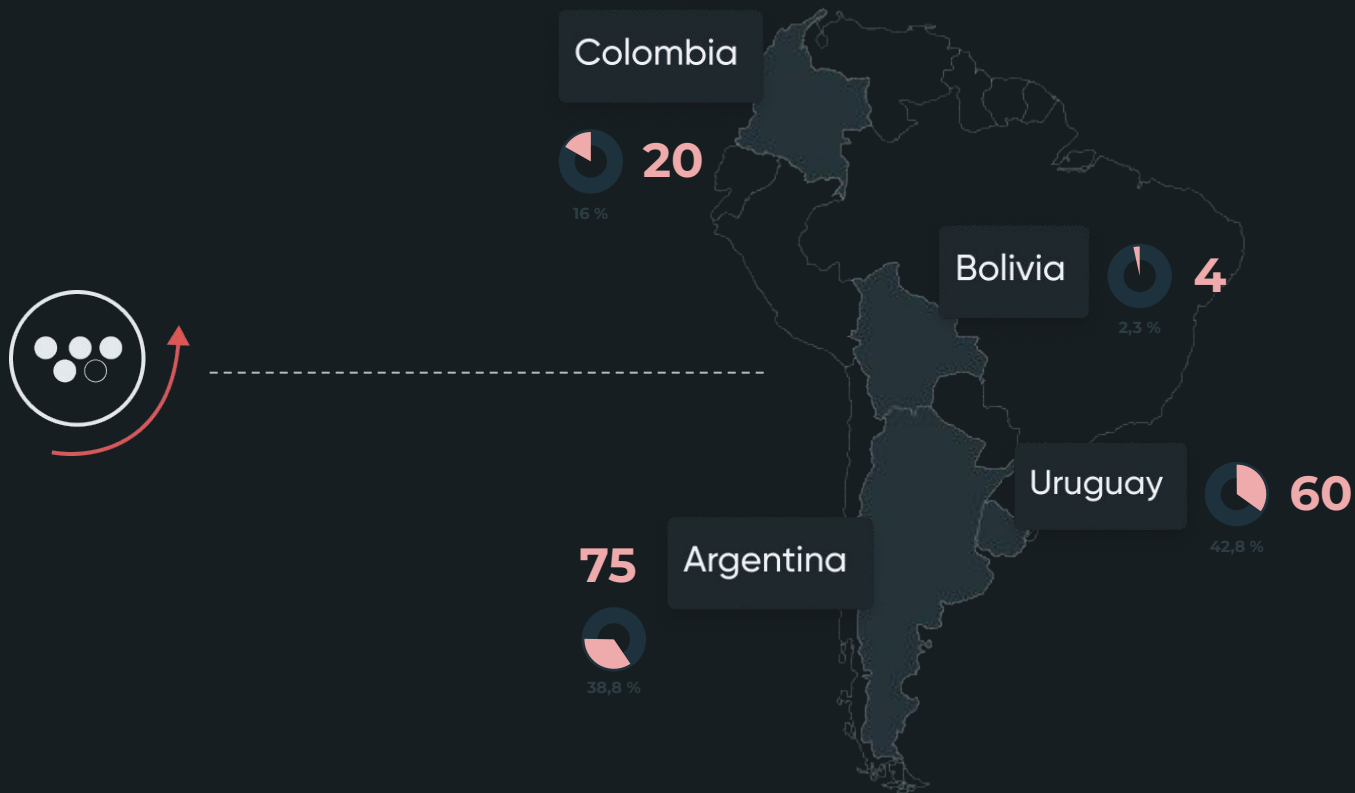 Colombia
20
16 %
Bolivia
4
2,3 %
Uruguay
60
42,8 %
75
Argentina
38,8 %